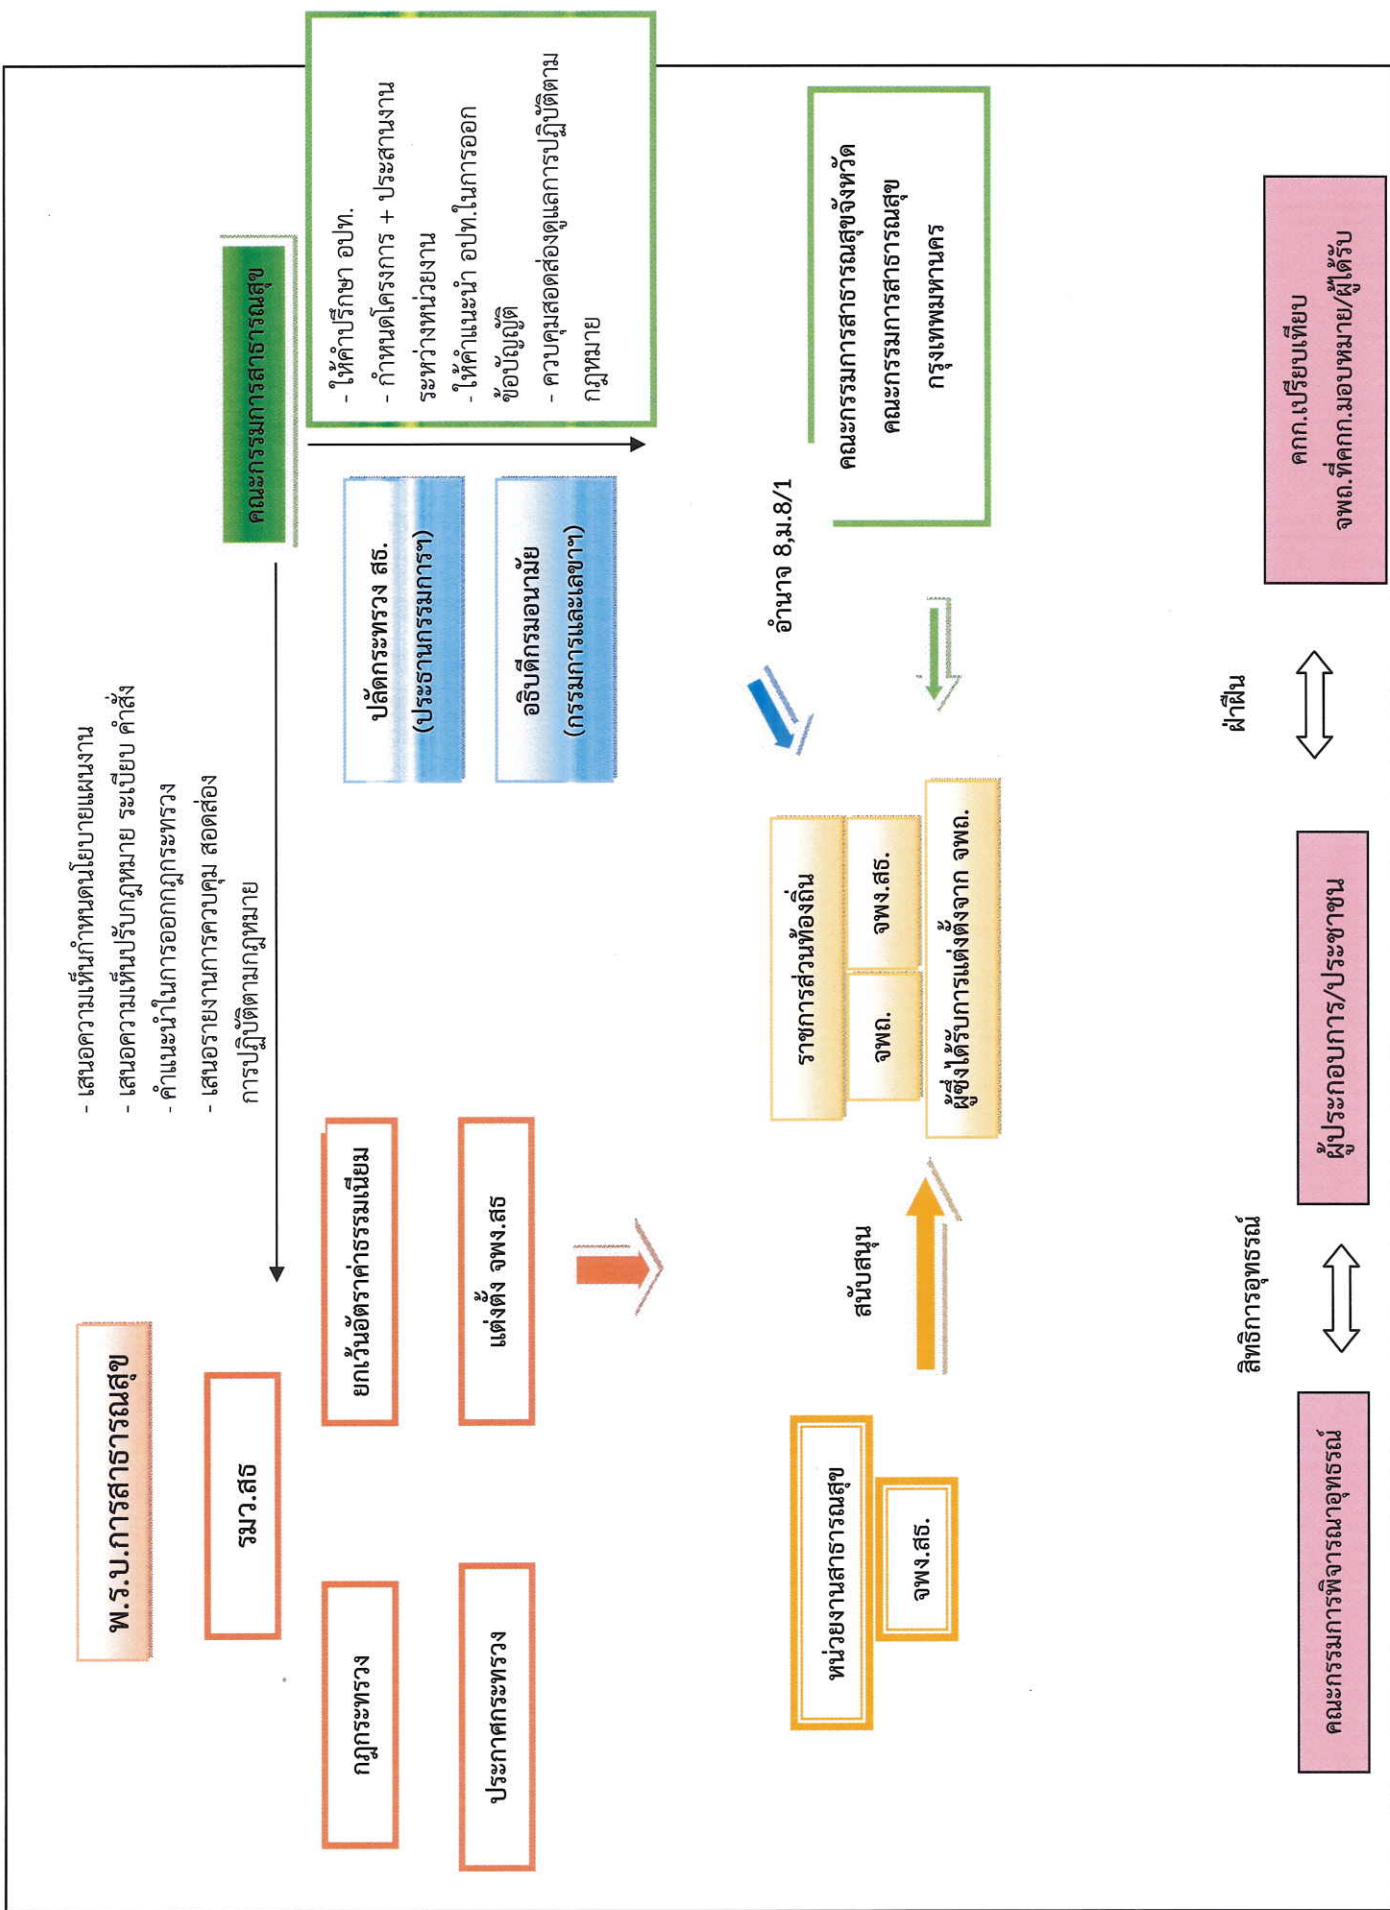 พ.ร.บ.การสาธารณสุข
- เสนอความเห็นกำหนดนโยบายแผนงาน
- เสนอความเห็นปรับกฎหมาย ระเบียบ คำสั่ง
- คำแนะนำในการออกกฎกระทรวง
- เสนอรายงานการควบคุม สอดส่อง
การปฏิบัติตามกฎหมาย
รมว.สธ
คณะกรรมการสาธารณสุข
กฎกระทรวง
ยกเว้นอัตราค่าธรรมเนียม
ประกาศกระทรวง
แต่งตั้ง จพง.สธ
ปลัดกระทรวง สธ.
(ประธานกรรมการฯ)
อธิบดีกรมอนามัย
(กรรมการและเลขาฯ)
- ให้คำปรึกษา อปท.
- กำหนดโครงการ + ประสานงาน
ระหว่างหน่วยงาน
- ให้คำแนะนำ อปท.ในการออก
ข้อบัญญัติ
- ควบคุมสอดส่องดูแลการปฏิบัติตาม
กฎหมาย
หน่วยงานสาธารณสุข
จพง.สธ.
สนับสนุน
ราชการส่วนท้องถิ่น
จพถ.
จพง.สธ.
ผู้ซึ่งได้รับการแต่งตั้งจาก จพถ.
อำนาจ 8,ม.8/1
คณะกรรมการสาธารณสุขจังหวัด
คณะกรรมการสาธารณสุข
กรุงเทพมหานคร
คณะกรรมการพิจารณาอุทธรณ์
สิทธิการอุทธรณ์
ผู้ประกอบการ/ประชาชน
ฝ่าฝืน
คกก.เปรียบเทียบ
จพถ.ที่คกก.มอบหมาย/ผู้ได้รับ